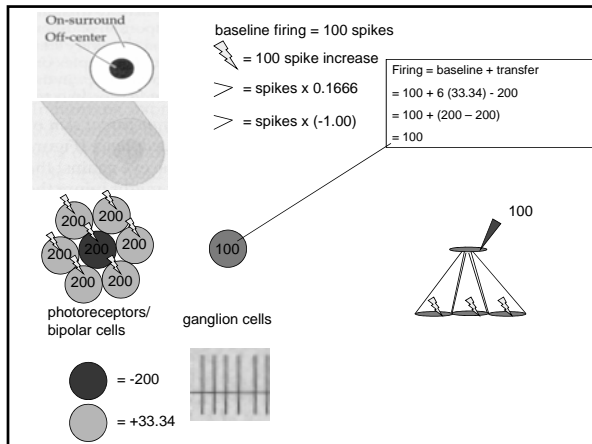 On-surround
Off-center
baseline firing = 100 spikes
= 100 spike increase
= spikes x 0.1666
= spikes x (-1.00)
Firing = baseline + transfer
= 100 + 6 (33.34) - 200
= 100 + (200 – 200)
= 100
200
200
200
200
200
200
200
100
100
photoreceptors/
bipolar cells
ganglion cells
= -200
= +33.34